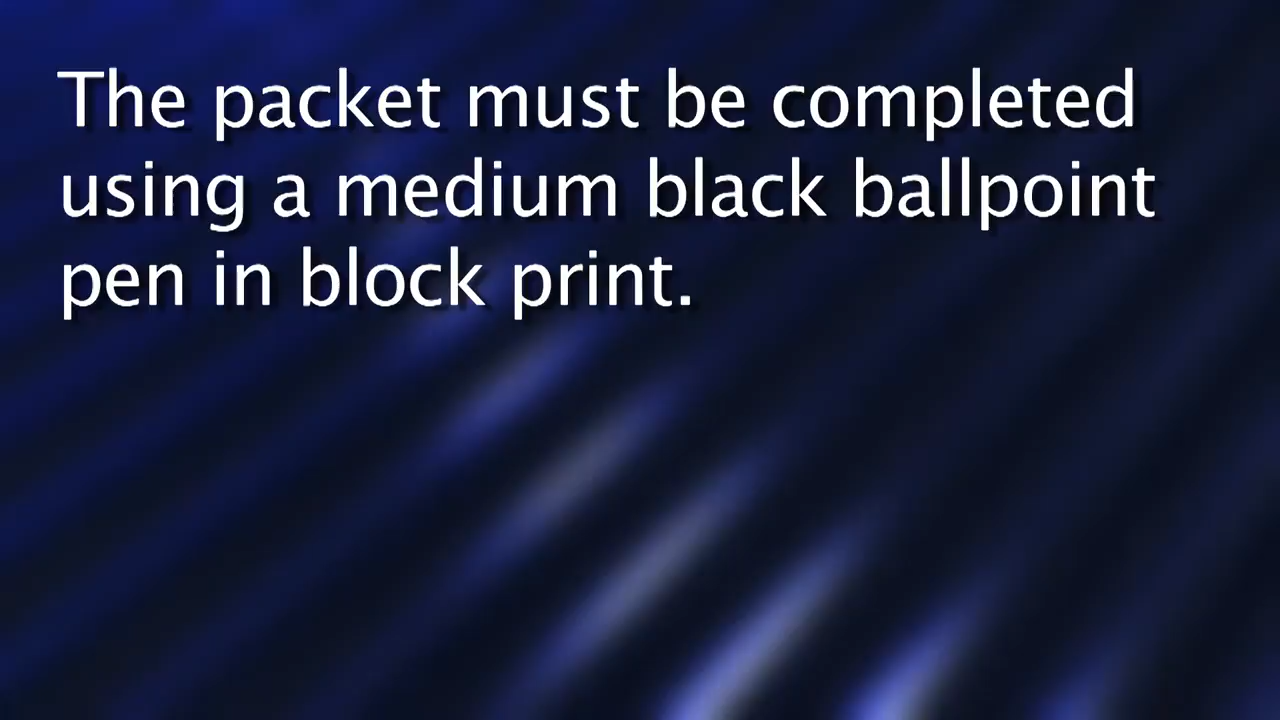 The packet must be completed
using a medium black ballpoint
pen in block print.